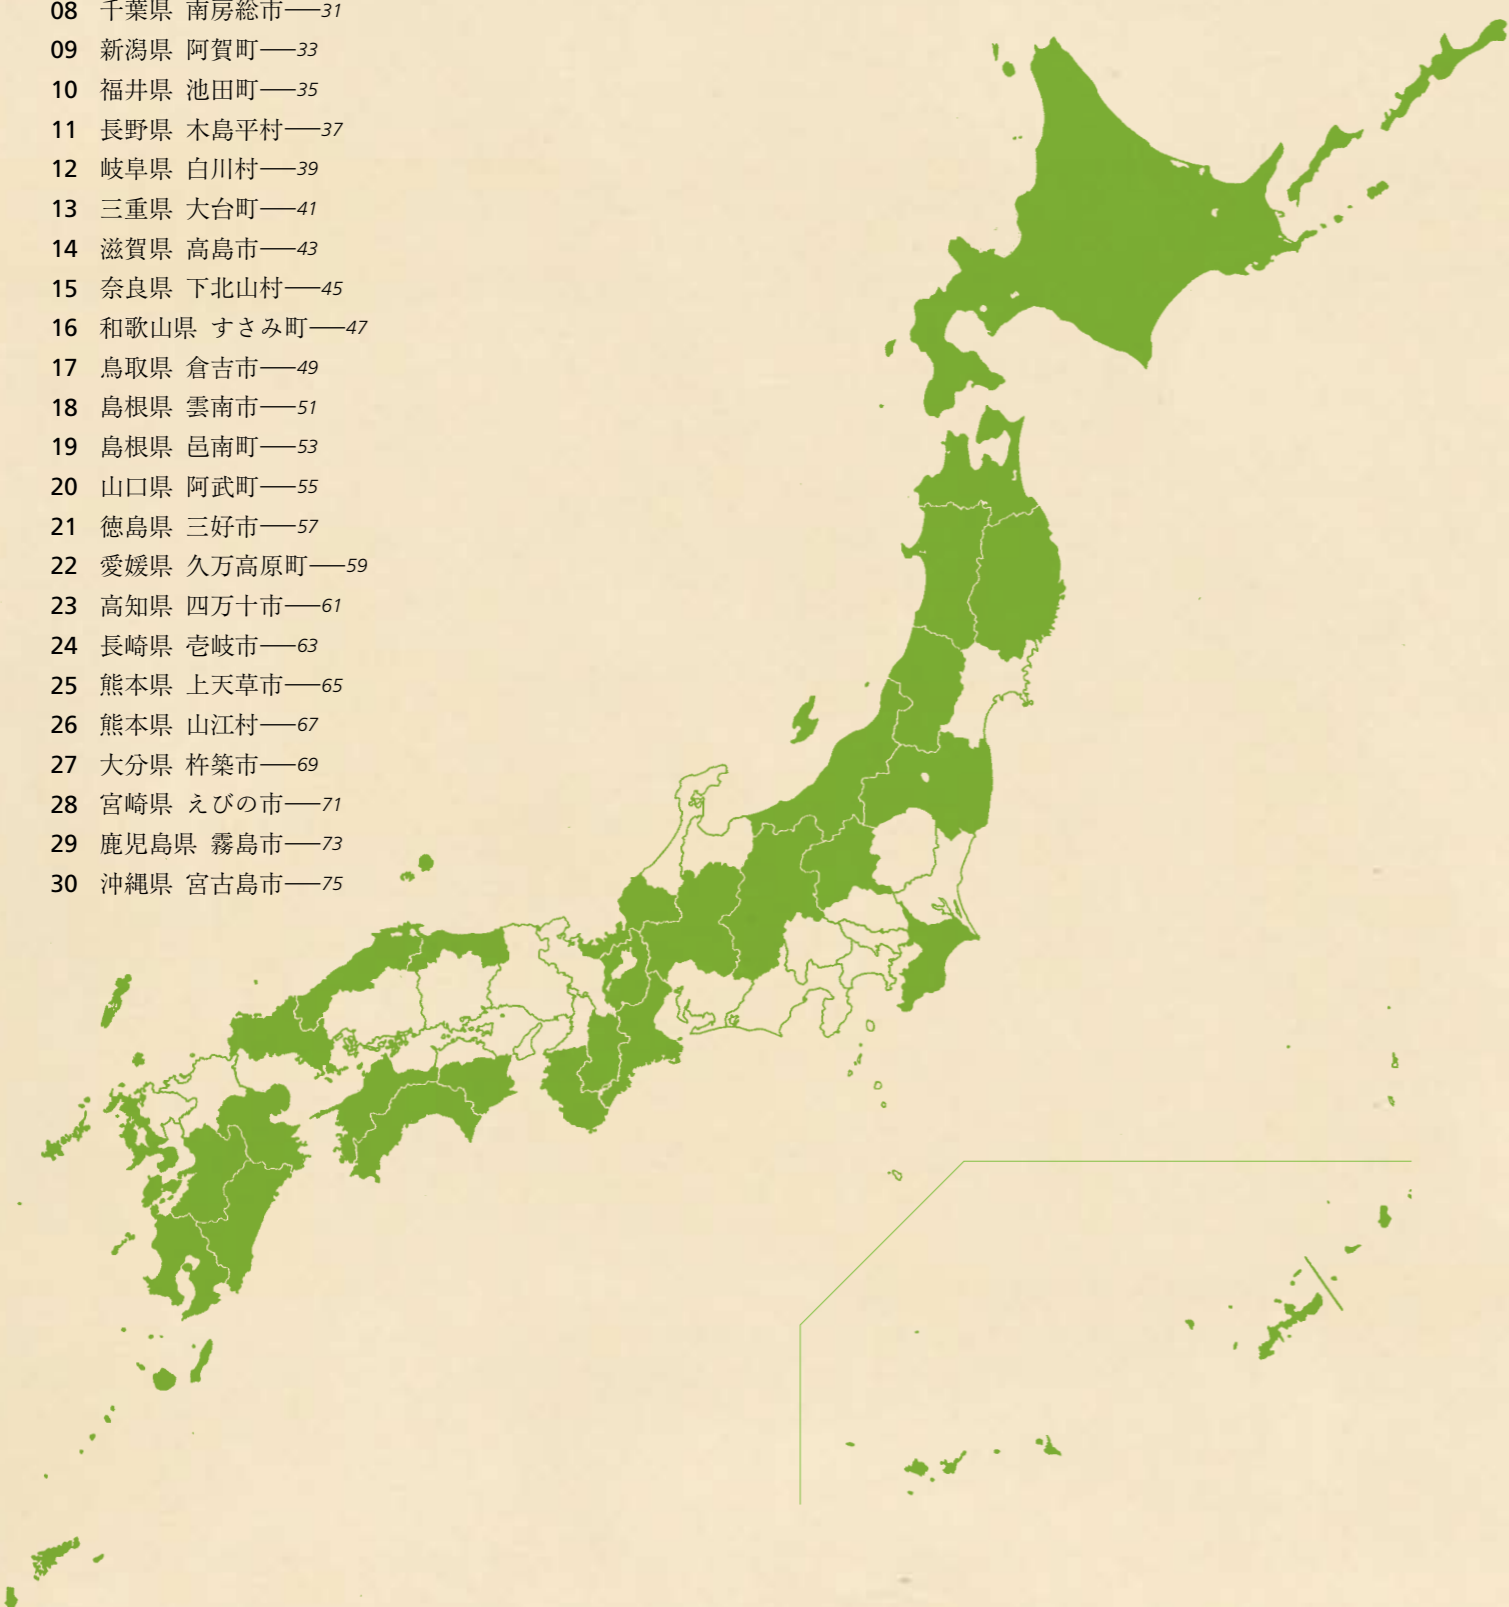 08 千葉県 南房総市──31
09 新潟県 阿賀町──33
10 福井県 池田町──35
11 長野県 木島平村──37
12 岐阜県 白川村──39
13 三重県 大台町──41
14 滋賀県 高島市──43
15 奈良県 下北山村──45
16 和歌山県 すさみ町──47
17 鳥取県 倉吉市──49
18 島根県 雲南市──51
19 島根県 邑南町──53
20 山口県 阿武町──55
21 徳島県 三好市──57
22 愛媛県 久万高原町──59
23 高知県 四万十市──61
24 長崎県 壱岐市──63
25 熊本県 上天草市──65
26 熊本県 山江村──67
27 大分県 杵築市──69
28 宮崎県 えびの市──71
29 鹿児島県 霧島市──73
30 沖縄県 宮古島市──75